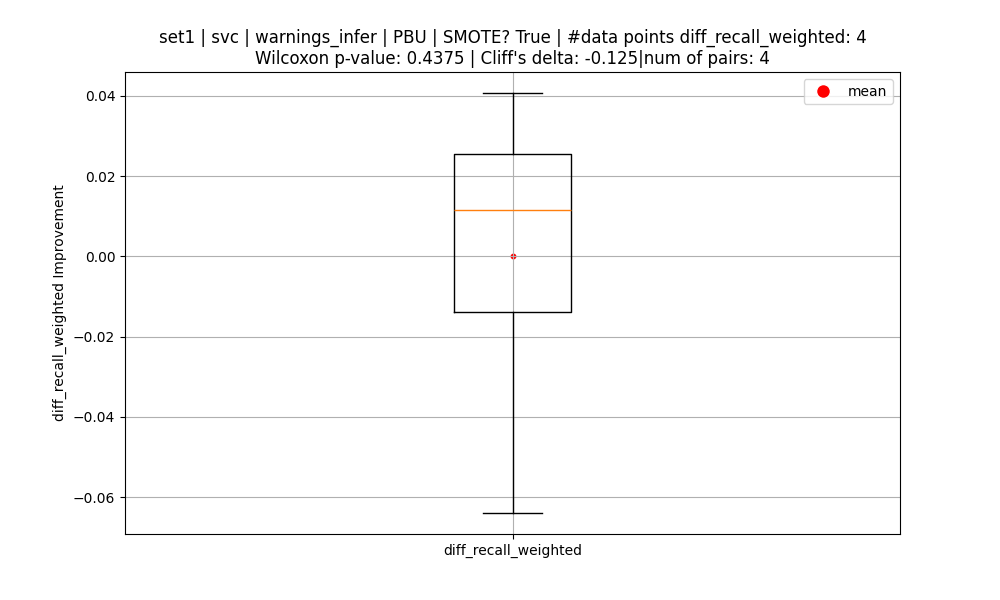 set1 | svc | warnings_infer | PBU | SMOTE? True | #data points diff_recall_weighted: 4
Wilcoxon p-value: 0.4375 | Cliff's delta: -0.125|num of pairs: 4
mean
0.04
0.02
0.00
−0.02
−0.04
−0.06
diff_recall_weighted Improvement
diff_recall_weighted